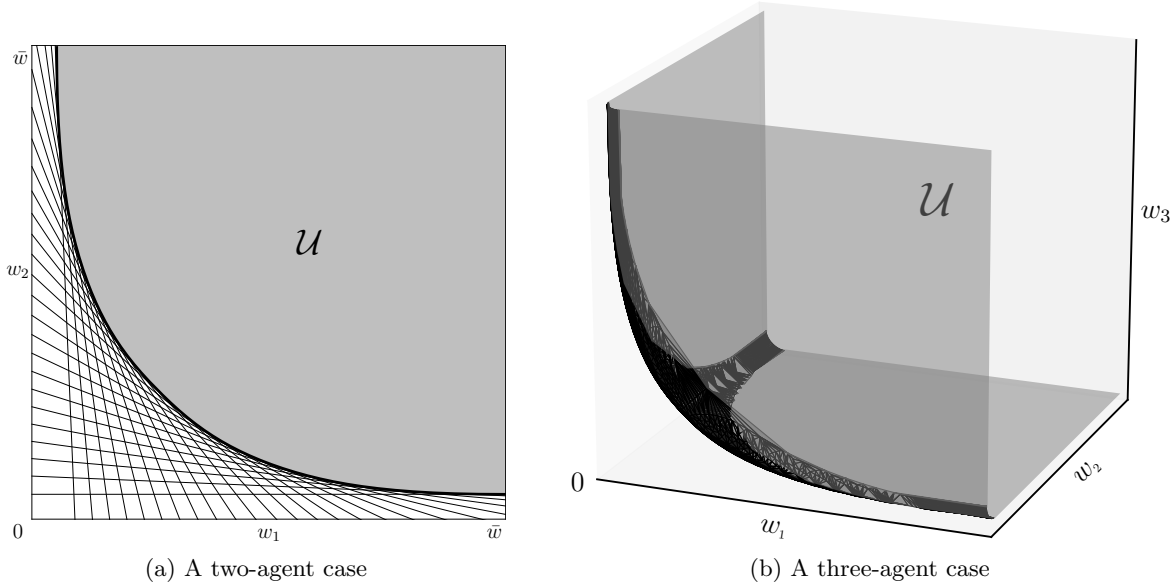 w̄
𝒰
w₂
0
w₁
w̄
(a) A two-agent case
𝒰
w₃
0
w₁
w₂
(b) A three-agent case